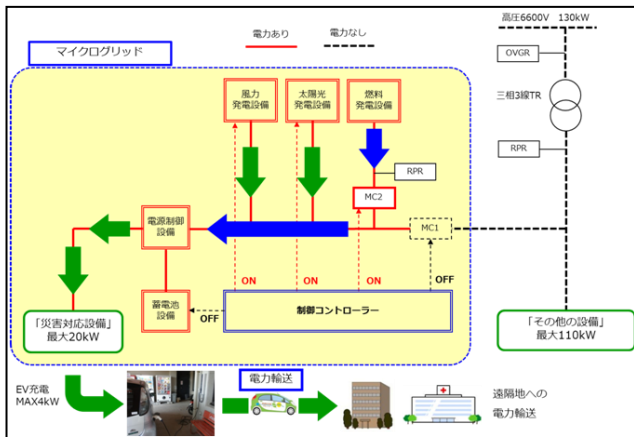 高圧6600V 130kW
電力あり
電力なし
マイクログリッド
OVGR
三相3線TR
RPR
風力
発電設備
太陽光
発電設備
燃料
発電設備
RPR
MC2
MC1
電源制御
設備
ON
ON
ON
OFF
蓄電池
設備
OFF
制御コントローラー
「災害対応設備」
最大20kW
「その他の設備」
最大110kW
EV充電
MAX4kW
電力輸送
遠隔地への
電力輸送